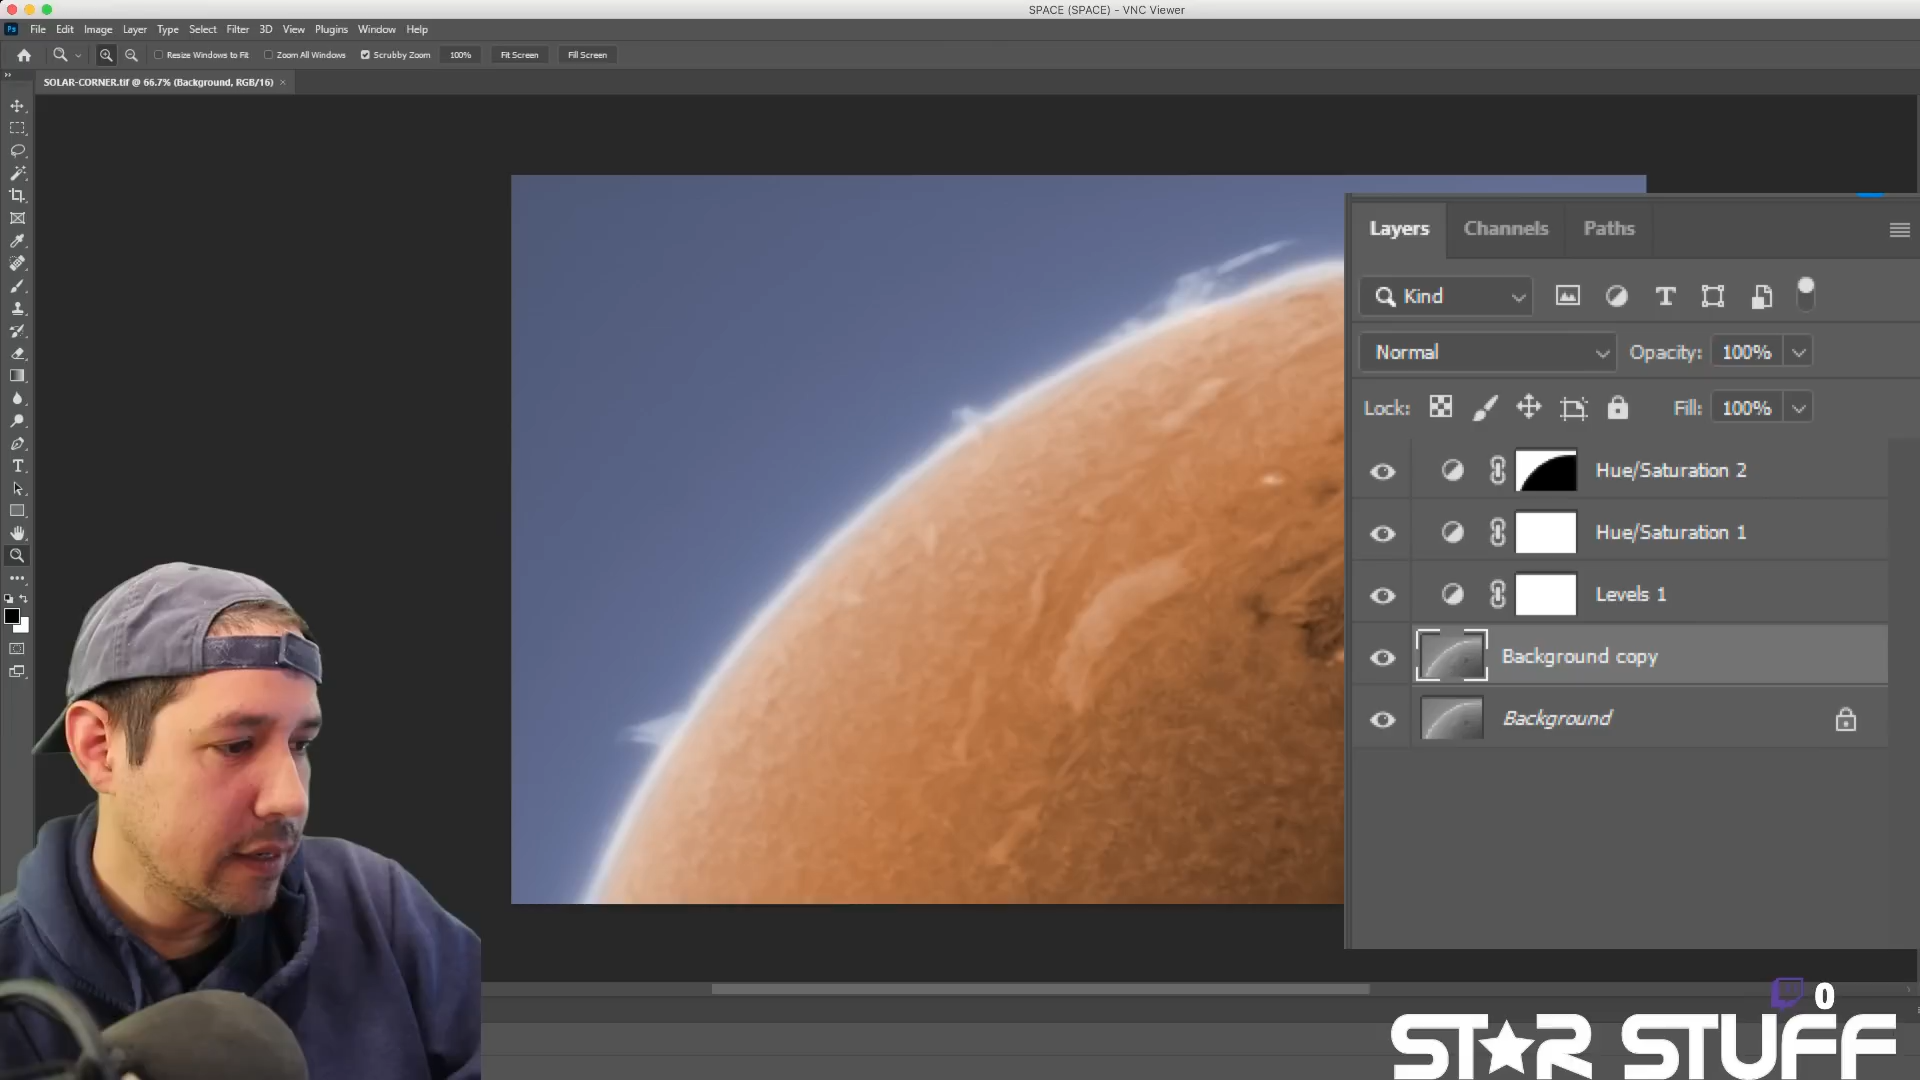 SPACE (SPACE) - VNC Viewer
Ps File Edit Image Layer Type Select Filter 3D View Plugins Window Help
Resize Windows to Fit Zoom All Windows Scrubby Zoom 100% Fit Screen Fill Screen
SOLAR-CORNER.tif @ 66.7% (Background, RGB/16) ×
Layers Channels Paths
Kind
Normal Opacity: 100%
Lock: Fill: 100%
Hue/Saturation 2
Hue/Saturation 1
Levels 1
Background copy
Background
0
ST★R STUFF